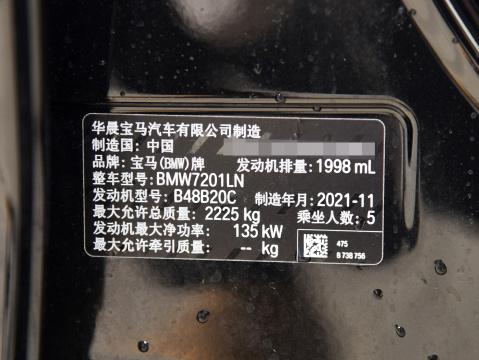 华晨宝马汽车有限公司制造
制造国：中国
品牌：宝马(BMW)牌 发动机排量：1998 mL
整车型号：BMW7201LN
发动机型号：B48B20C 制造年月：2021-11
最大允许总质量：2225 kg 乘坐人数：5
发动机最大净功率：135 kW
最大允许牵引质量：-- kg
475
8 738 756